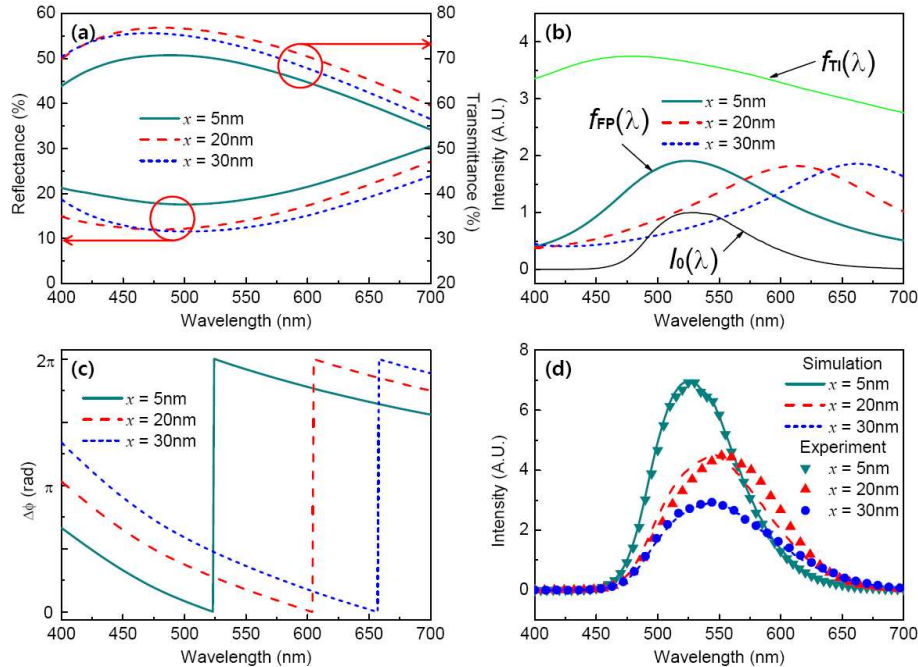 (a)
60
50
40
30
20
10
0
Reflectance (%)
80
70
60
50
40
30
20
Transmittance (%)
x = 5nm
x = 20nm
x = 30nm
400 450 500 550 600 650 700
Wavelength (nm)
(b)
4
3
2
1
0
Intensity (A.U.)
fTI(λ)
fFP(λ)
x = 5nm
x = 20nm
x = 30nm
I0(λ)
400 450 500 550 600 650 700
Wavelength (nm)
(c)
2π
π
0
Δϕ (rad)
x = 5nm
x = 20nm
x = 30nm
400 450 500 550 600 650 700
Wavelength (nm)
(d)
8
6
4
2
0
Intensity (A.U.)
Simulation
x = 5nm
x = 20nm
x = 30nm
Experiment
x = 5nm
x = 20nm
x = 30nm
400 450 500 550 600 650 700
Wavelength (nm)